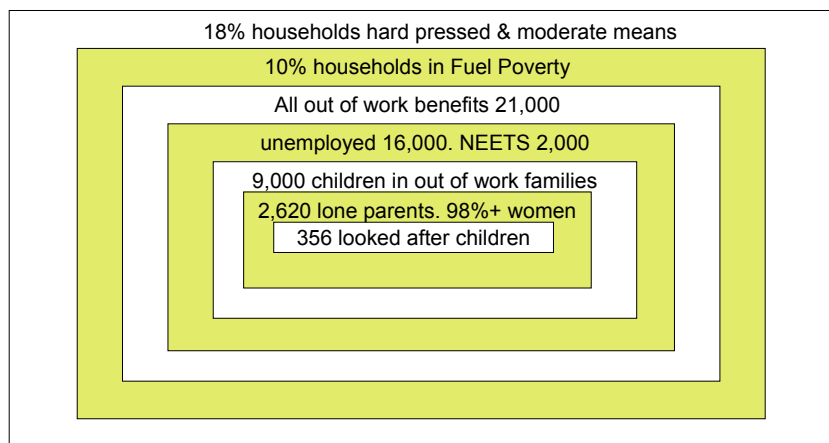 18% households hard pressed & moderate means
10% households in Fuel Poverty
All out of work benefits 21,000
unemployed 16,000. NEETS 2,000
9,000 children in out of work families
2,620 lone parents. 98%+ women
356 looked after children